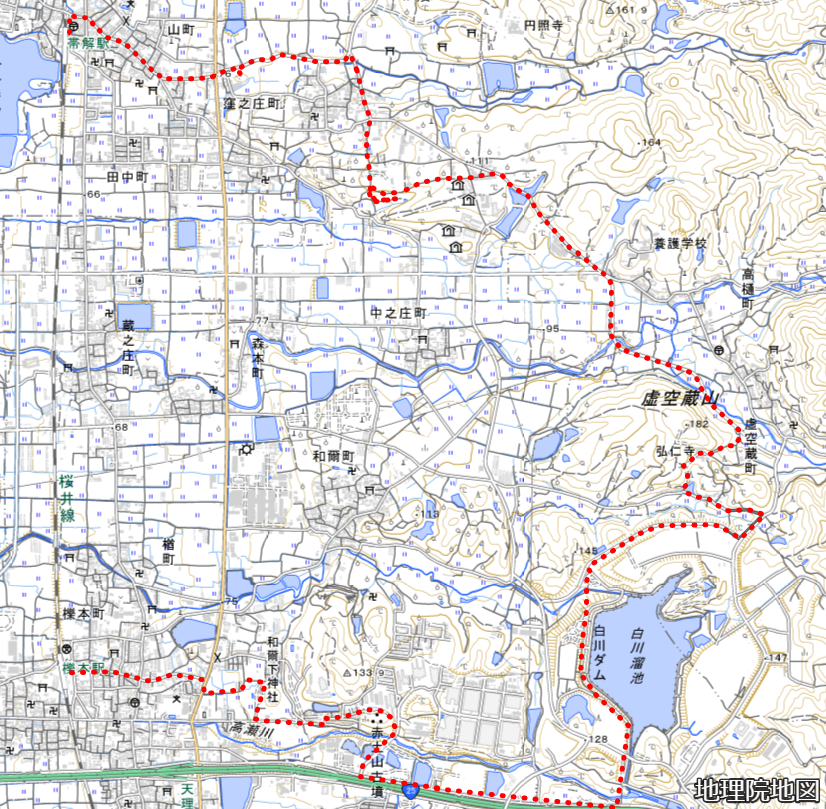 山町
円照寺
161.9
帯解駅
窪之庄町
164
111
田中町
66
養護学校
高樋町
蔵之庄町
77
中之庄町
95
森本町
虚空蔵山
68
182
虚空蔵町
弘仁寺
和爾町
桜井線
113
楢町
145
75
櫟本町
白川ダム
白川溜池
和爾下神社
147
櫟本駅
133.9
高瀬川
赤土山古墳
128
天理
地理院地図